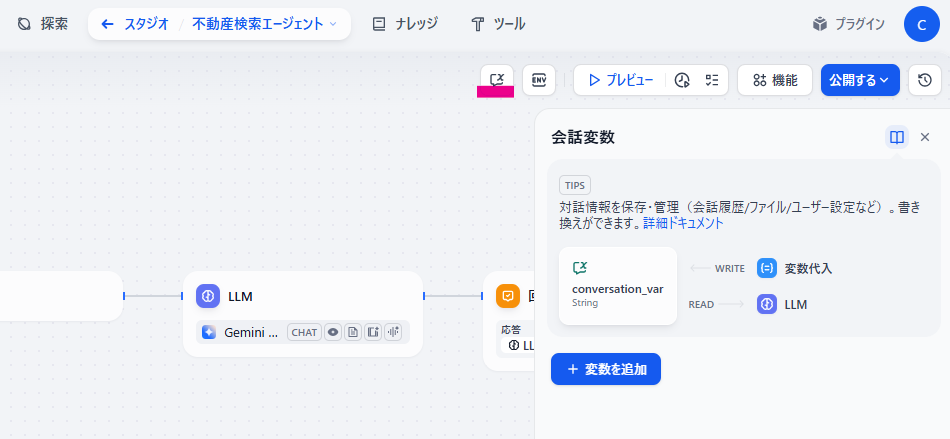 探索
スタジオ / 不動産検索エージェント
ナレッジ
ツール
プラグイン
C
ENV
プレビュー
機能
公開する
会話変数
TIPS
対話情報を保存・管理（会話履歴/ファイル/ユーザー設定など）。書き
換えができます。詳細ドキュメント
conversation_var
String
WRITE 変数代入
READ LLM
変数を追加
LLM
Gemini ... CHAT
応答
LL